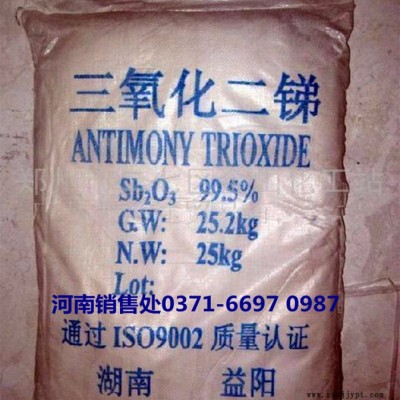 三氧化二锑
ANTIMONY TRIOXIDE
Sb₂O₃ 99.5%
G.W: 25.2kg
N.W: 25kg
Lot:
河南销售处0371-6697 0987
通过 ISO9002 质量认证
湖南 益阳